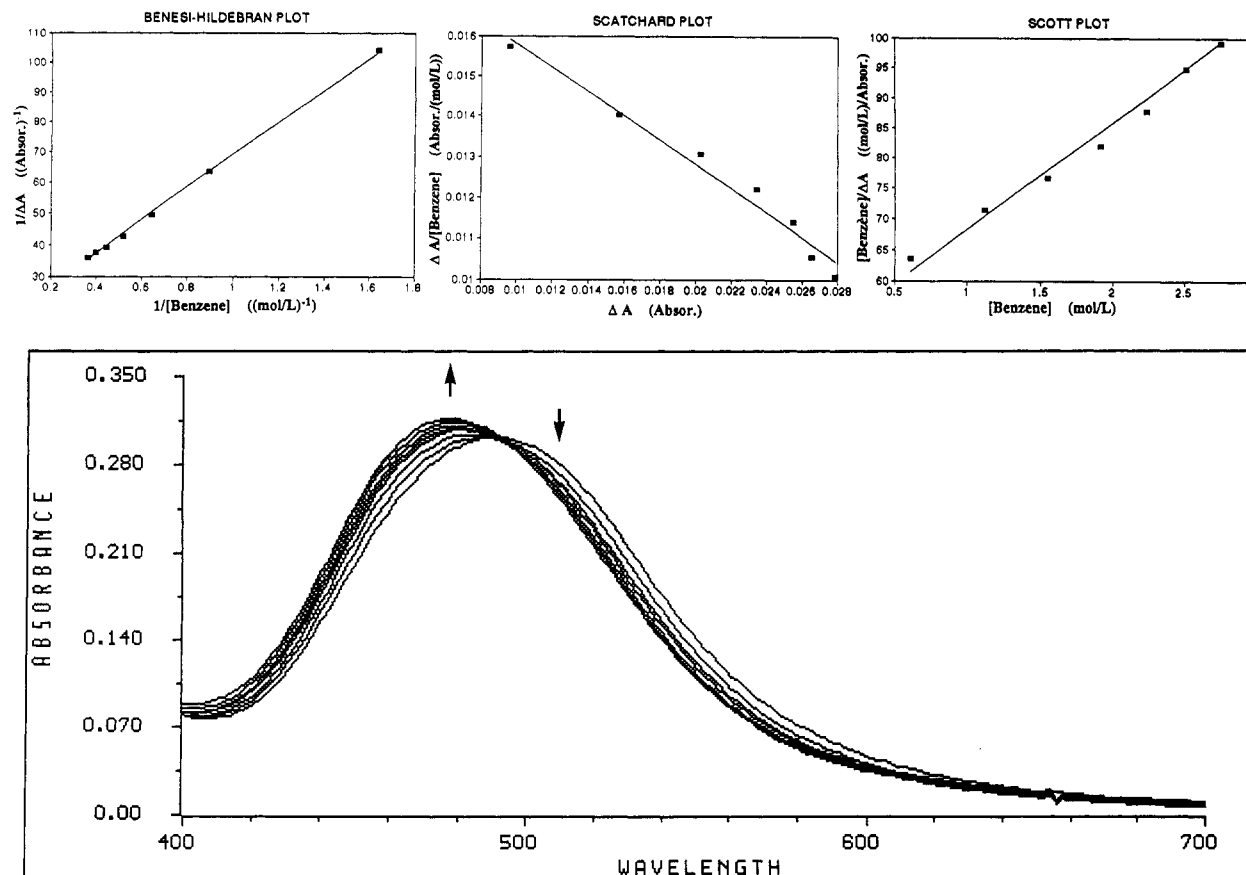 BENESI-HILDEBRAN PLOT
110
100
90
80
70
60
50
40
30
1/ΔA ((Absor.)⁻¹
0.2 0.4 0.6 0.8 1 1.2 1.4 1.6 1.8
1/[Benzene] ((mol/L)⁻¹)
SCATCHARD PLOT
0.016
0.015
0.014
0.013
0.012
0.011
0.01
Δ A/[Benzene] (Absor./(mol/L))
0.008 0.01 0.012 0.014 0.016 0.018 0.02 0.022 0.024 0.026 0.028
Δ A (Absor.)
SCOTT PLOT
100
95
90
85
80
75
70
65
60
[Benzene]/ΔA ((mol/L)/Absor.)
0.5 1 1.5 2 2.5
[Benzene] (mol/L)
0.350
0.280
0.210
0.140
0.070
0.00
ABSORBANCE
400 500 600 700
WAVELENGTH